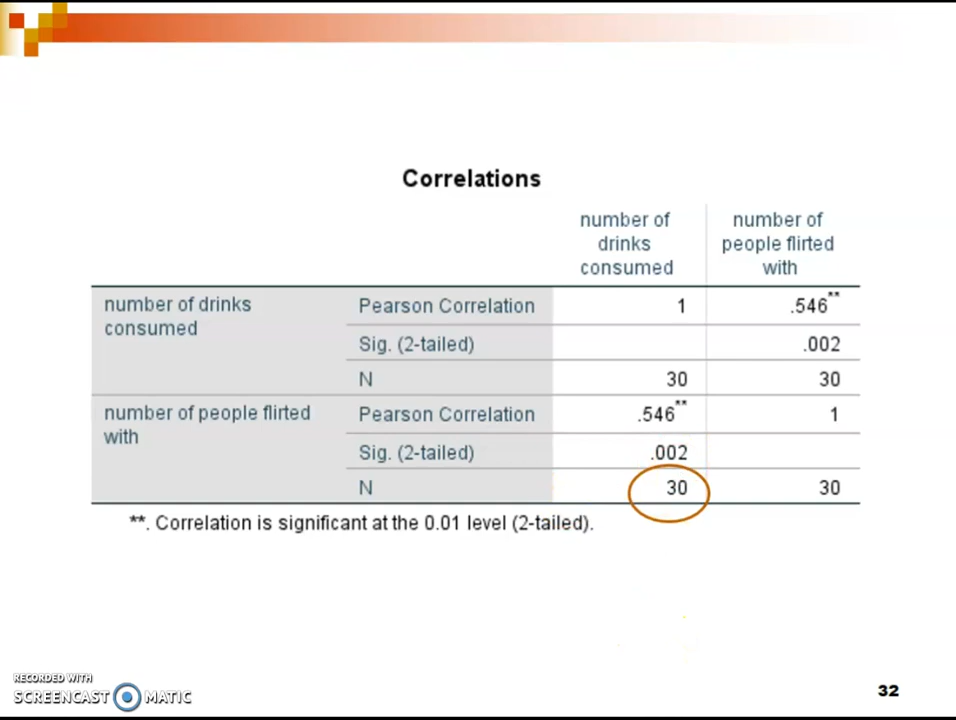 Correlations
number of drinks consumed
number of people flirted with
number of drinks consumed
Pearson Correlation 1 .546**
Sig. (2-tailed) .002
N 30 30
number of people flirted with
Pearson Correlation .546** 1
Sig. (2-tailed) .002
N 30 30
**. Correlation is significant at the 0.01 level (2-tailed).
RECORDED WITH
SCREENCAST MATIC
32